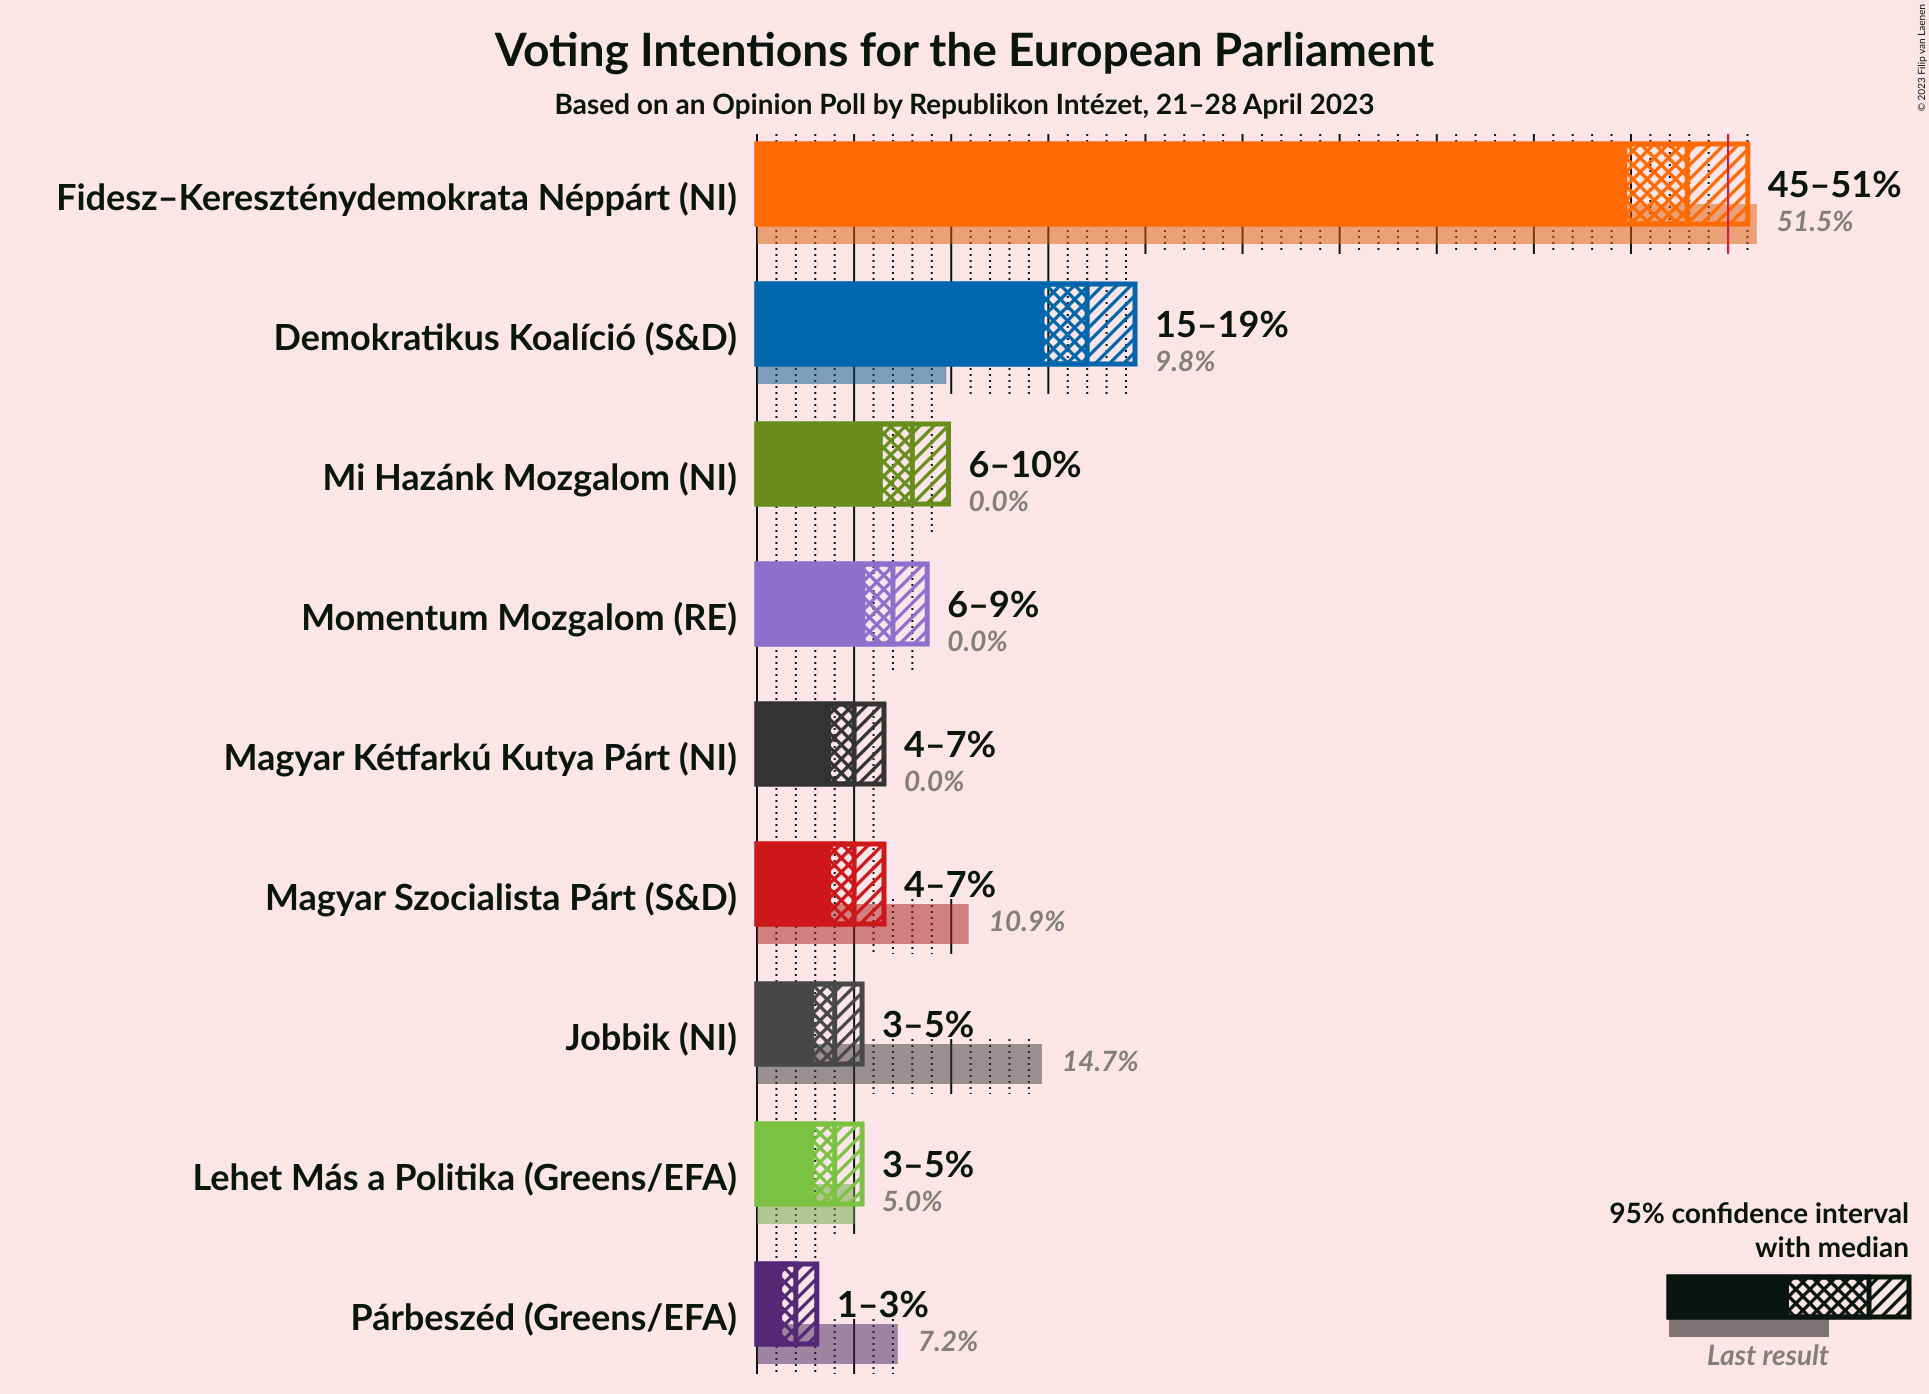 Voting Intentions for the European Parliament
Based on an Opinion Poll by Republikon Intézet, 21–28 April 2023
© 2023 Filip van Laenen
Fidesz–Kereszténydemokrata Néppárt (NI)
45–51%
51.5%
Demokratikus Koalíció (S&D)
15–19%
9.8%
Mi Hazánk Mozgalom (NI)
6–10%
0.0%
Momentum Mozgalom (RE)
6–9%
0.0%
Magyar Kétfarkú Kutya Párt (NI)
4–7%
0.0%
Magyar Szocialista Párt (S&D)
4–7%
10.9%
Jobbik (NI)
3–5%
14.7%
Lehet Más a Politika (Greens/EFA)
3–5%
5.0%
Párbeszéd (Greens/EFA)
1–3%
7.2%
95% confidence interval
with median
Last result